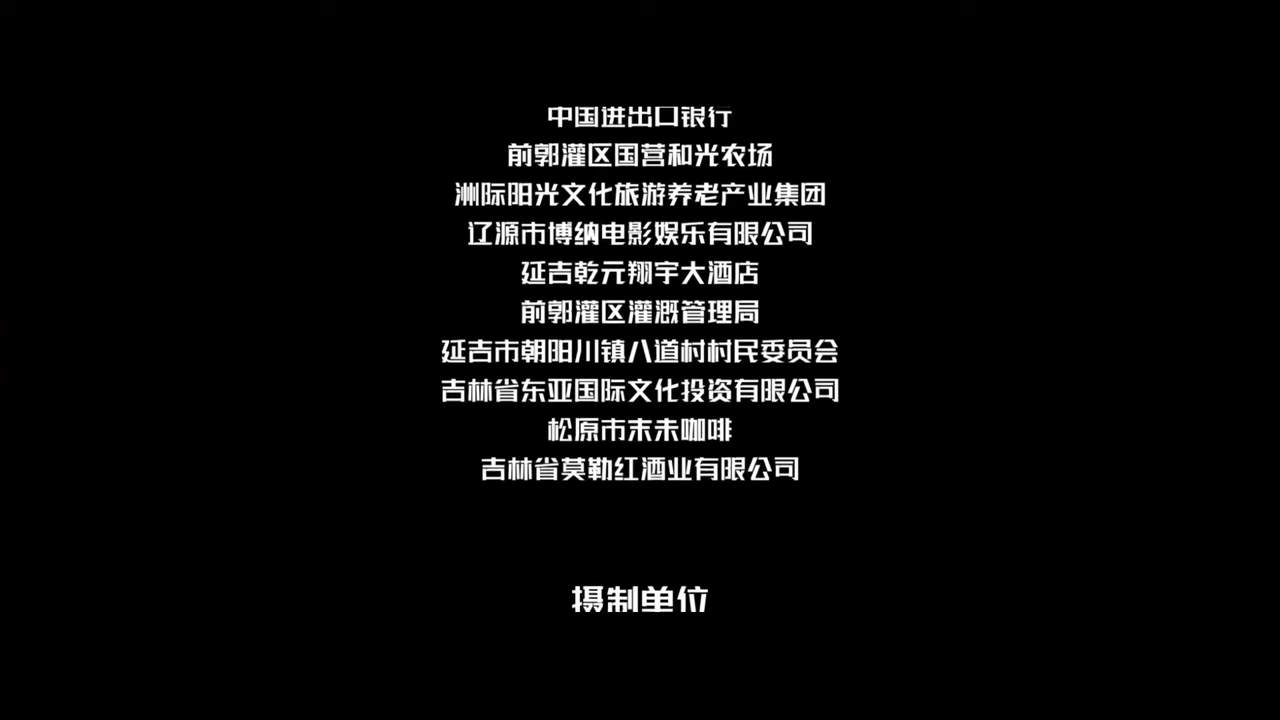 中国进出口银行
前郭灌区国营和光农场
洲际阳光文化旅游养老产业集团
辽源市博纳电影娱乐有限公司
延吉乾元翔宇大酒店
前郭灌区灌溉管理局
延吉市朝阳川镇八道村村民委员会
吉林省东亚国际文化投资有限公司
松原市末未咖啡
吉林省莫勒红酒业有限公司
摄制单位